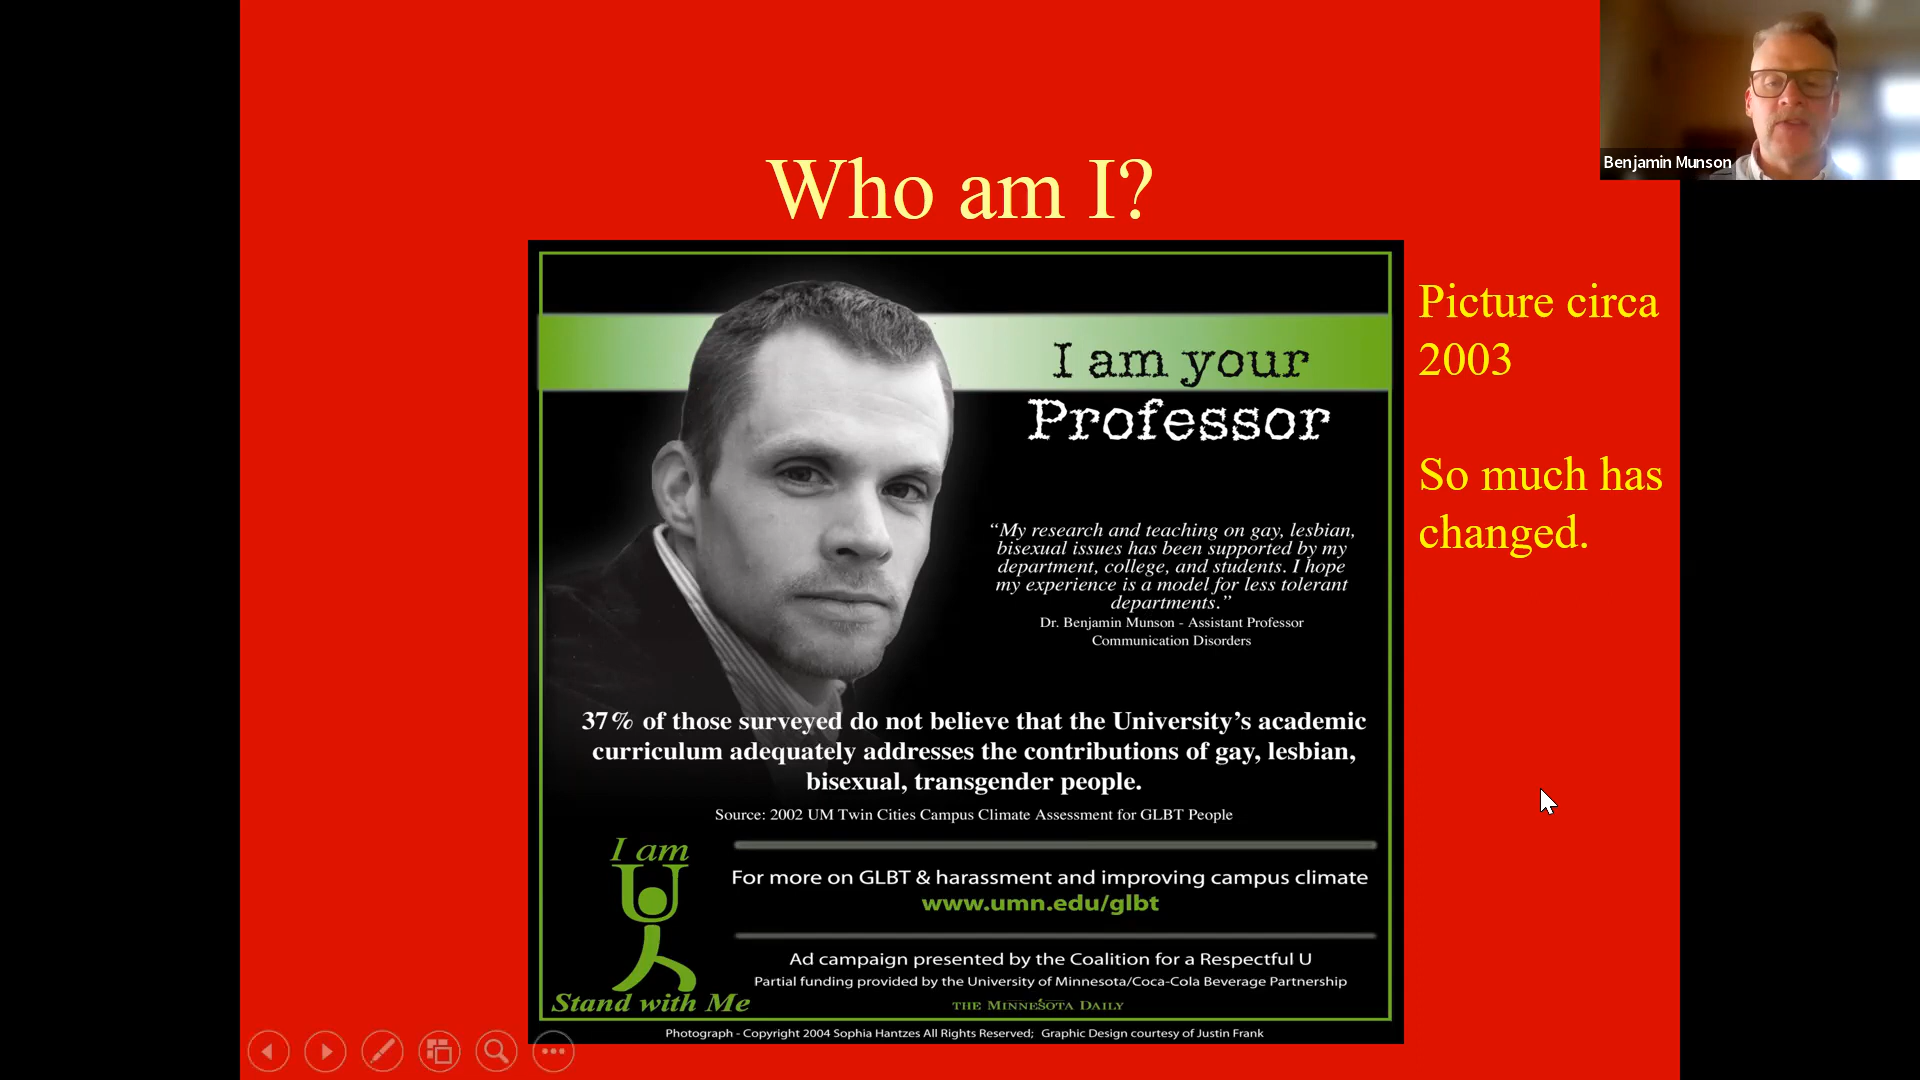 Who am I?
Benjamin Munson
I am your
Professor
“My research and teaching on gay, lesbian,
bisexual issues has been supported by my
department, college, and students. I hope
my experience is a model for less tolerant
departments.”
Dr. Benjamin Munson - Assistant Professor
Communication Disorders
37% of those surveyed do not believe that the University’s academic
curriculum adequately addresses the contributions of gay, lesbian,
bisexual, transgender people.
Source: 2002 UM Twin Cities Campus Climate Assessment for GLBT People
I am
U
Stand with Me
For more on GLBT & harassment and improving campus climate
www.umn.edu/glbt
Ad campaign presented by the Coalition for a Respectful U
Partial funding provided by the University of Minnesota/Coca-Cola Beverage Partnership
THE MINNESOTA DAILY
Photograph - Copyright 2004 Sophia Hantzes All Rights Reserved; Graphic Design courtesy of Justin Frank
Picture circa
2003
So much has
changed.